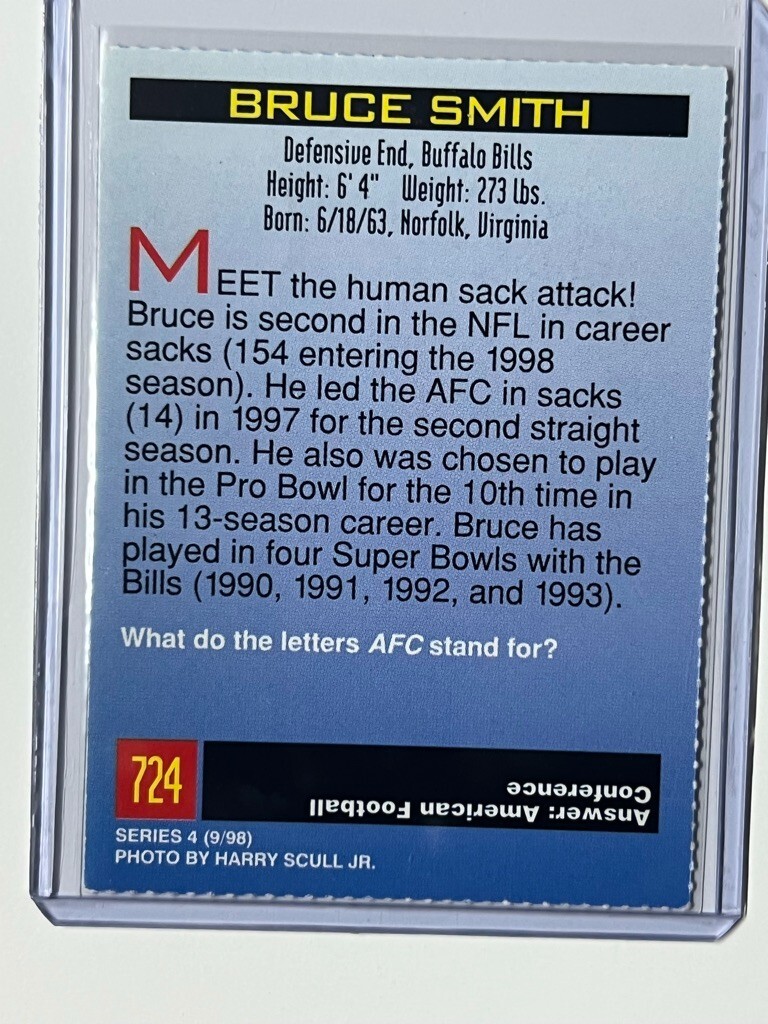 BRUCE SMITH
Defensive End, Buffalo Bills
Height: 6' 4" Weight: 273 lbs.
Born: 6/18/63, Norfolk, Virginia
MEET the human sack attack!
Bruce is second in the NFL in career
sacks (154 entering the 1998
season). He led the AFC in sacks
(14) in 1997 for the second straight
season. He also was chosen to play
in the Pro Bowl for the 10th time in
his 13-season career. Bruce has
played in four Super Bowls with the
Bills (1990, 1991, 1992, and 1993).
What do the letters AFC stand for?
724
Answer: American Football
Conference
SERIES 4 (9/98)
PHOTO BY HARRY SCULL JR.